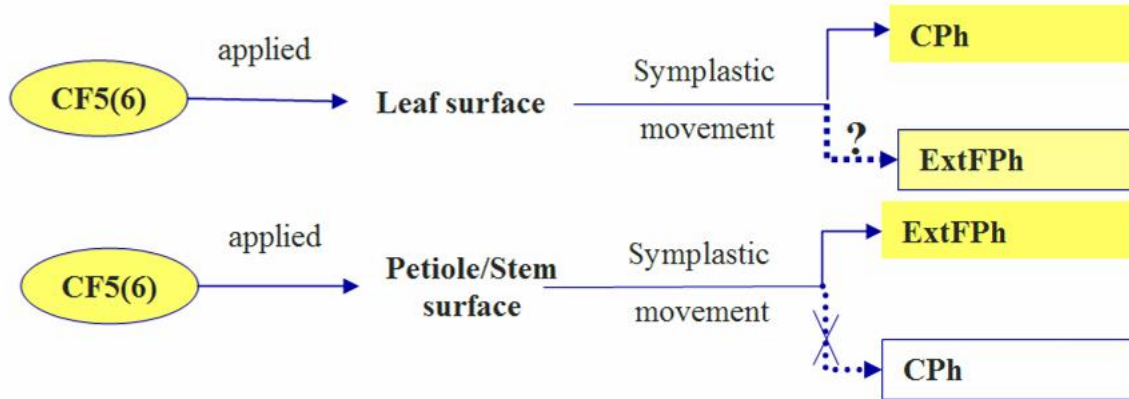 CPh
applied
Symplastic
CF5(6)
Leaf surface
movement
?
ExtFPh
ExtFPh
applied
Symplastic
CF5(6)
Petiole/Stem
surface
movement
CPh